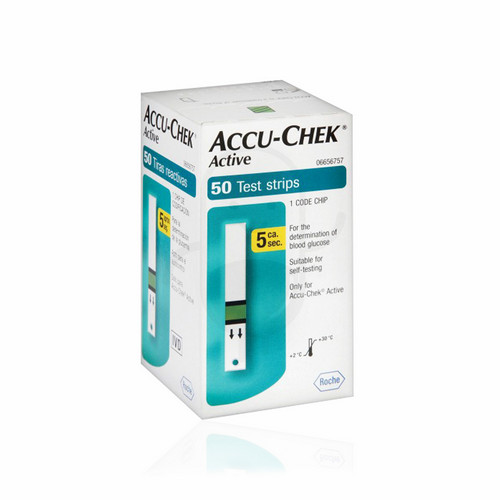 ACCU-CHEK®
Active
50 Tiras reactivas
5
IVD
ACCU-CHEK®
Active
06656757
50 Test strips
1 CODE CHIP
5 ca.
sec.
For the
determination of
blood glucose
Suitable for
self-testing
Only for
Accu-Chek® Active
+30 °C
+2 °C
Roche